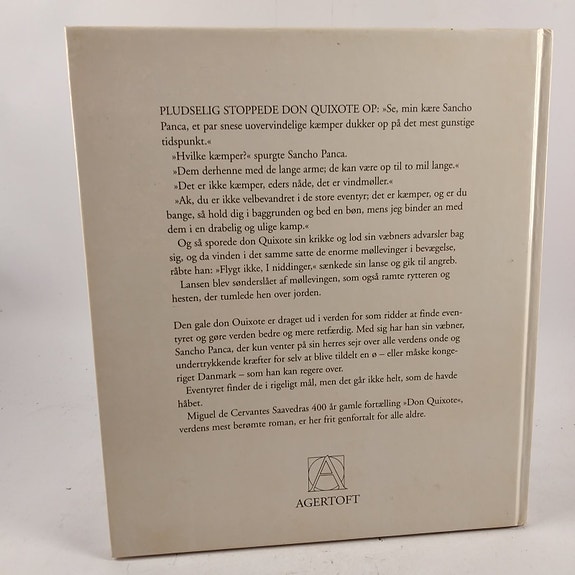 PLUDSELIG STOPPEDE DON QUIXOTE OP: »Se, min kære Sancho
Panca, et par snese uovervindelige kæmper dukker op på det mest gunstige
tidspunkt.«
»Hvilke kæmper?« spurgte Sancho Panca.
»Dem derhenne med de lange arme; de kan være op til to mil lange.«
»Det er ikke kæmper, eders nåde, det er vindmøller.«
»Ak, du er ikke velbevandret i de store eventyr; det er kæmper, og er du
bange, så hold dig i baggrunden og bed en bøn, mens jeg binder an med
dem i en drabelig og ulige kamp.«
Og så sporede don Quixote sin krikke og lod sin væbners advarsler bag
sig, og da vinden i det samme satte de enorme møllevinger i bevægelse,
råbte han: »Flygt ikke, I niddinger,« sænkede sin lanse og gik til angreb.
Lansen blev sønderslået af møllevingen, som også ramte rytteren og
hesten, der tumlede hen over jorden.
Den gale don Ouixote er draget ud i verden for som ridder at finde even-
tyret og gøre verden bedre og mere retfærdig. Med sig har han sin væbner,
Sancho Panca, der kun venter på sin herres sejr over alle verdens onde og
undertrykkende kræfter for selv at blive tildelt en ø – eller måske konge-
riget Danmark – som han kan regere over.
Eventyret finder de i rigeligt mål, men det går ikke helt, som de havde
håbet.
Miguel de Cervantes Saavedras 400 år gamle fortælling »Don Quixote«,
verdens mest berømte roman, er her frit genfortalt for alle aldre.
A
AGERTOFT